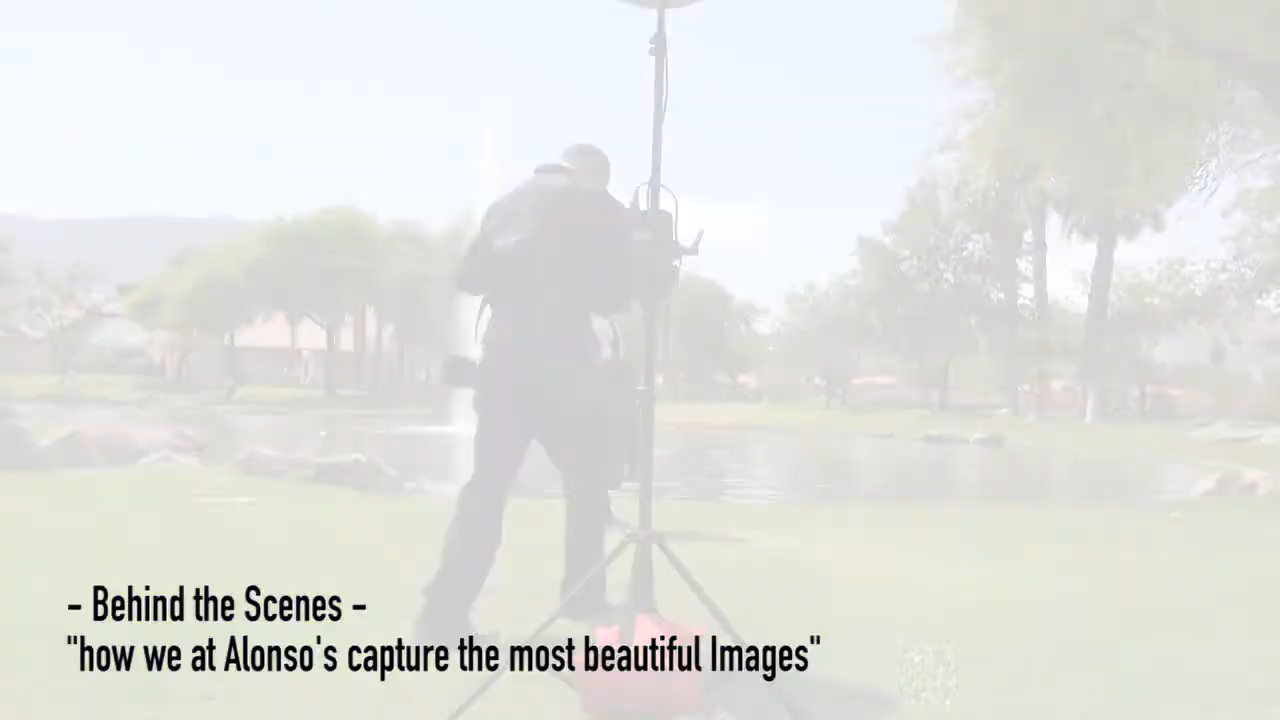 - Behind the Scenes -
"how we at Alonso's capture the most beautiful Images"